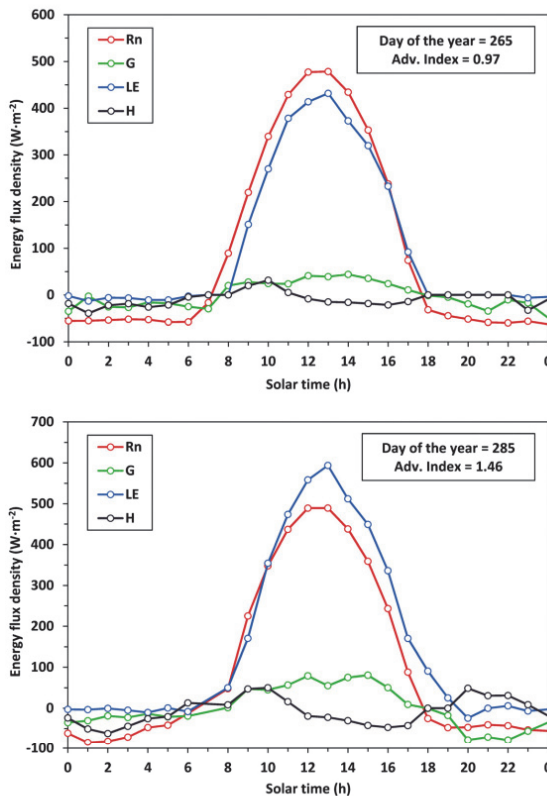 600
500
400
300
200
100
0
-100
Energy flux density (W·m-2)
Rn
G
LE
H
Day of the year = 265
Adv. Index = 0.97
0 2 4 6 8 10 12 14 16 18 20 22 0
Solar time (h)
700
600
500
400
300
200
100
0
-100
Energy flux density (W·m-2)
Rn
G
LE
H
Day of the year = 285
Adv. Index = 1.46
0 2 4 6 8 10 12 14 16 18 20 22 0
Solar time (h)